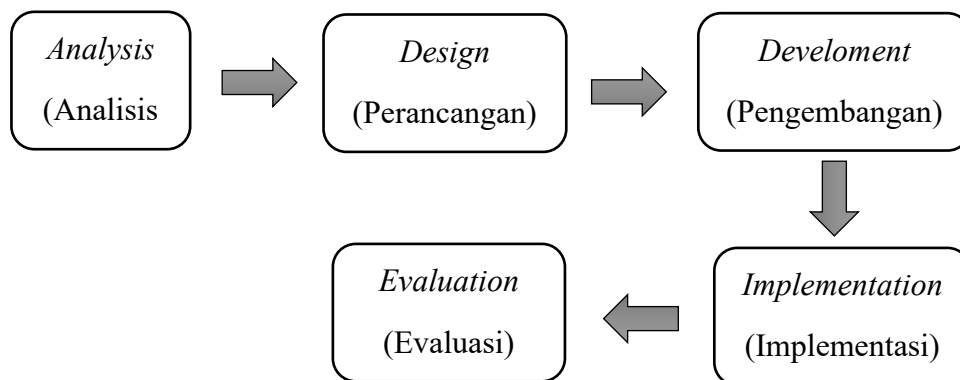 Analysis
(Analisis
Design
(Perancangan)
Develoment
(Pengembangan)
Implementation
(Implementasi)
Evaluation
(Evaluasi)